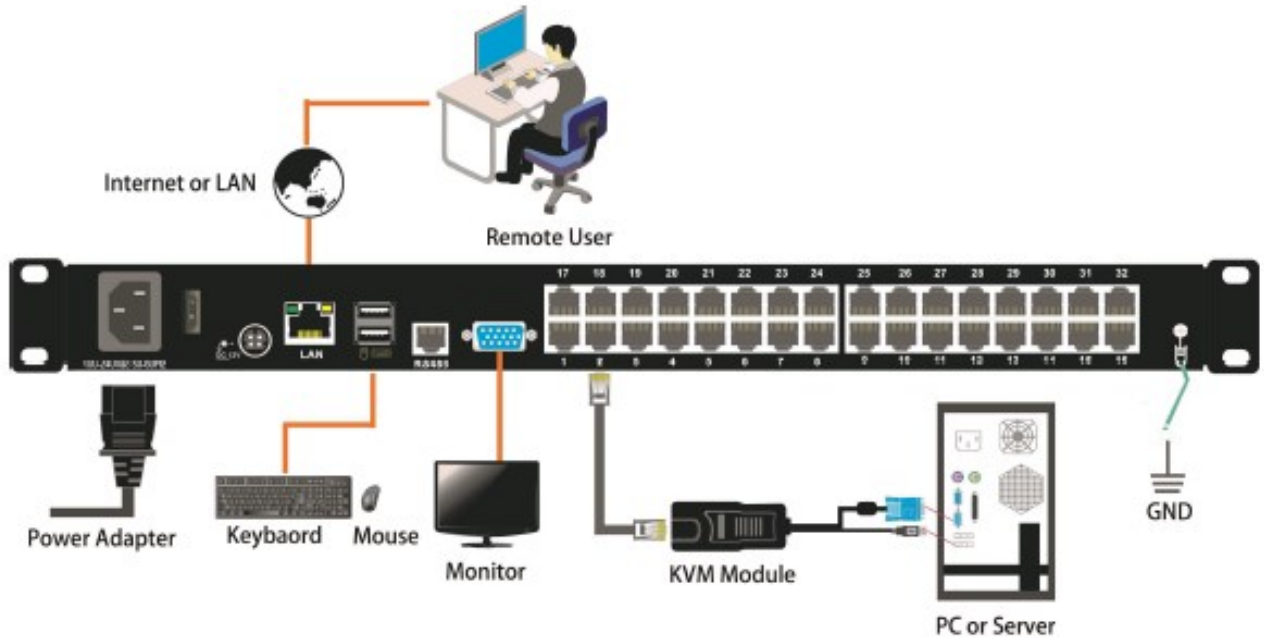 Internet or LAN
Remote User
17 18 19 20 21 22 23 24 25 26 27 28 29 30 31 32
LAN
RS485
1 2 3 4 5 6 7 8 9 10 11 12
Power Adapter
Keybaord
Mouse
Monitor
KVM Module
PC or Server
GND